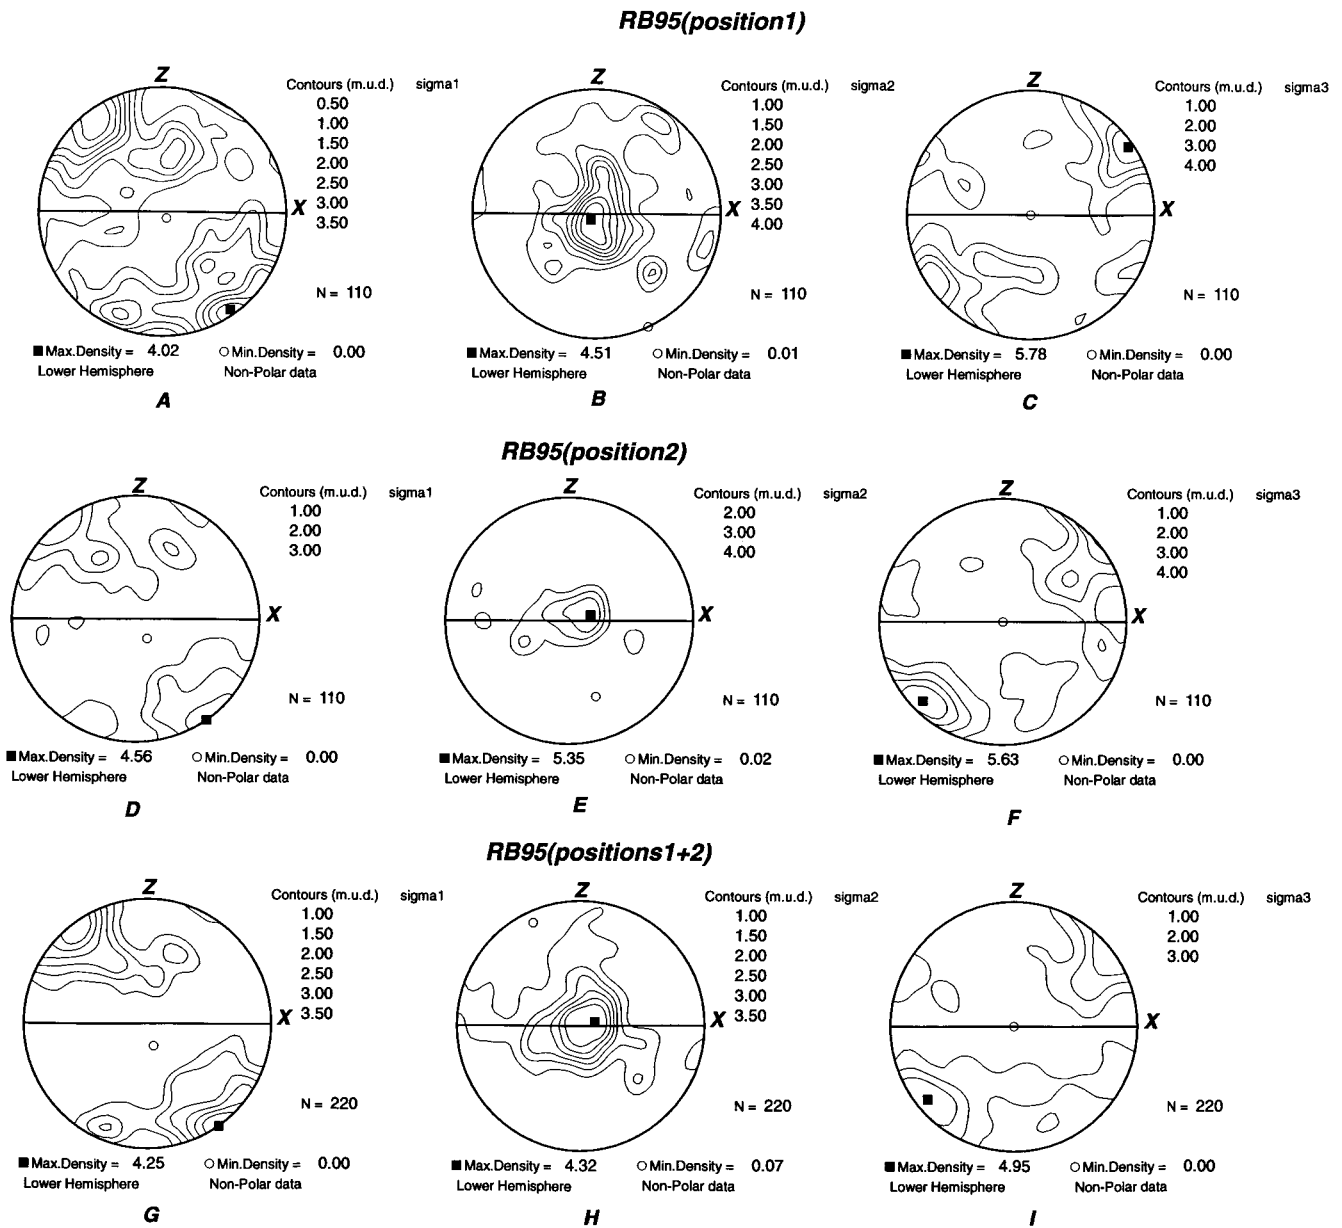 RB95(position1)
Z
Contours (m.u.d.) sigma1
0.50
1.00
1.50
2.00
2.50
3.00
3.50
X
N = 110
Max.Density = 4.02 Min.Density = 0.00
Lower Hemisphere Non-Polar data
A
Z
Contours (m.u.d.) sigma2
1.00
1.50
2.00
2.50
3.00
3.50
4.00
X
N = 110
Max.Density = 4.51 Min.Density = 0.01
Lower Hemisphere Non-Polar data
B
Z
Contours (m.u.d.) sigma3
1.00
2.00
3.00
4.00
X
N = 110
Max.Density = 5.78 Min.Density = 0.00
Lower Hemisphere Non-Polar data
C
RB95(position2)
Z
Contours (m.u.d.) sigma1
1.00
2.00
3.00
X
N = 110
Max.Density = 4.56 Min.Density = 0.00
Lower Hemisphere Non-Polar data
D
Z
Contours (m.u.d.) sigma2
2.00
3.00
4.00
X
N = 110
Max.Density = 5.35 Min.Density = 0.02
Lower Hemisphere Non-Polar data
E
Z
Contours (m.u.d.) sigma3
1.00
2.00
3.00
4.00
X
N = 110
Max.Density = 5.63 Min.Density = 0.00
Lower Hemisphere Non-Polar data
F
RB95(positions1+2)
Z
Contours (m.u.d.) sigma1
1.00
1.50
2.00
2.50
3.00
3.50
X
N = 220
Max.Density = 4.25 Min.Density = 0.00
Lower Hemisphere Non-Polar data
G
Z
Contours (m.u.d.) sigma2
1.00
1.50
2.00
2.50
3.00
3.50
X
N = 220
Max.Density = 4.32 Min.Density = 0.07
Lower Hemisphere Non-Polar data
H
Z
Contours (m.u.d.) sigma3
1.00
2.00
3.00
X
N = 220
Max.Density = 4.95 Min.Density = 0.00
Lower Hemisphere Non-Polar data
I